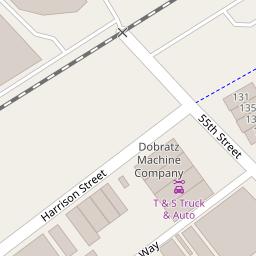 131
135
13
55th Street
Dobratz
Machine
Company
T & S Truck
& Auto
Harrison Street
Way